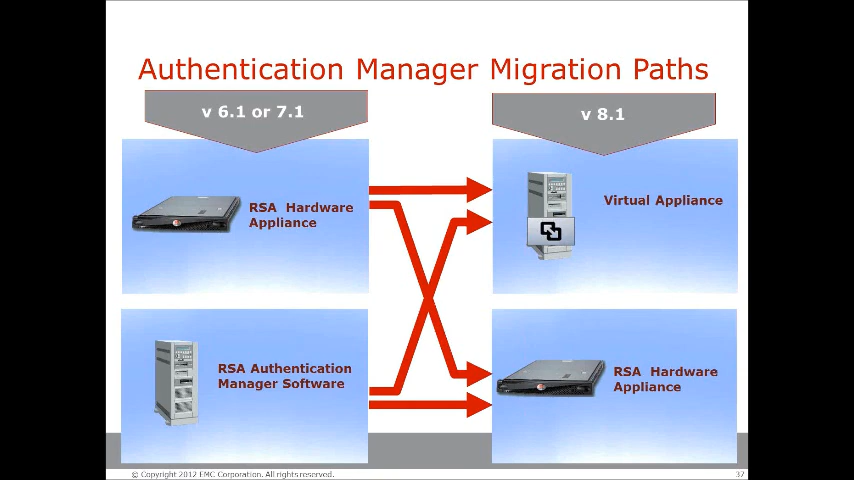 Authentication Manager Migration Paths
v 6.1 or 7.1
v 8.1
RSA Hardware
Appliance
Virtual Appliance
RSA Authentication
Manager Software
RSA Hardware
Appliance
© Copyright 2012 EMC Corporation. All rights reserved.
37